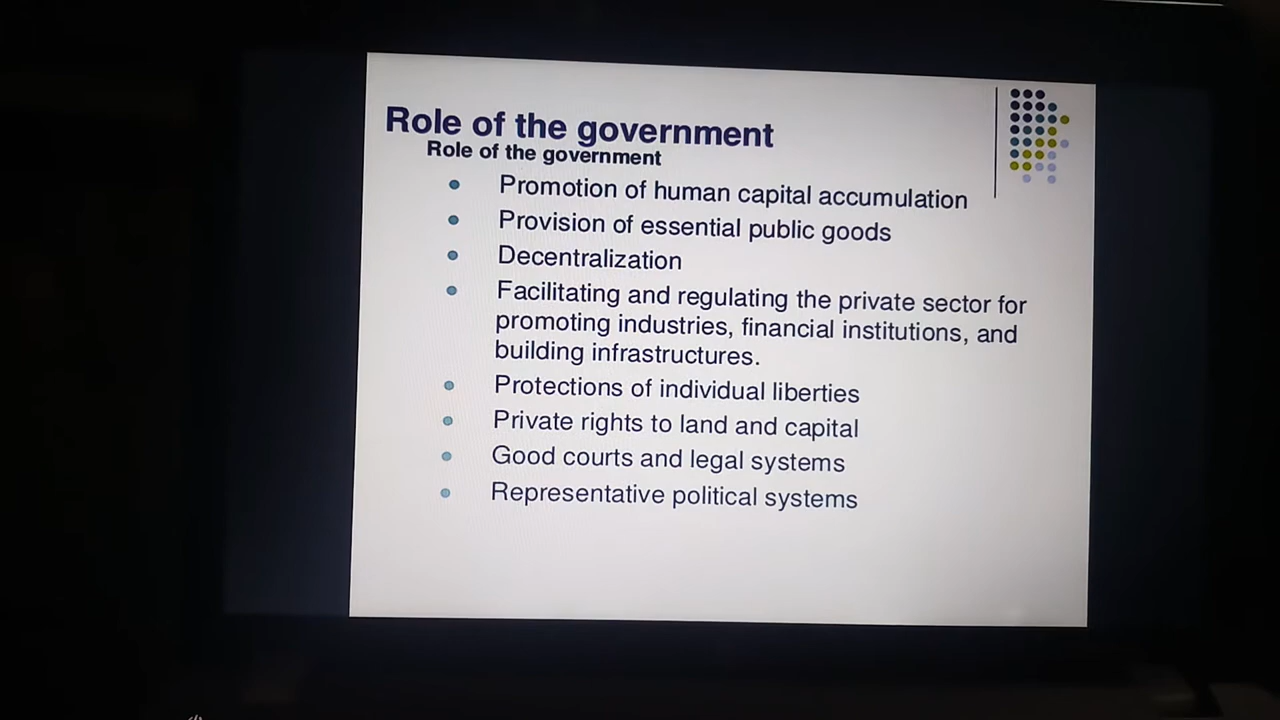 Role of the government
Role of the government
Promotion of human capital accumulation
Provision of essential public goods
Decentralization
Facilitating and regulating the private sector for
promoting industries, financial institutions, and
building infrastructures.
Protections of individual liberties
Private rights to land and capital
Good courts and legal systems
Representative political systems